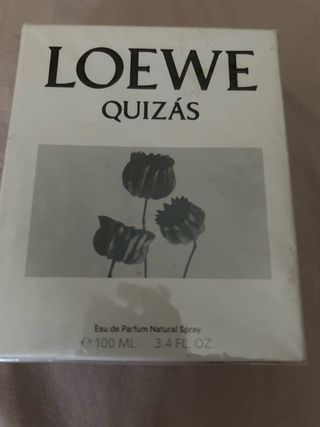 LOEWE
QUIZÁS
Eau de Parfum Natural Spray
℮ 100 ML. 3.4 FL. OZ